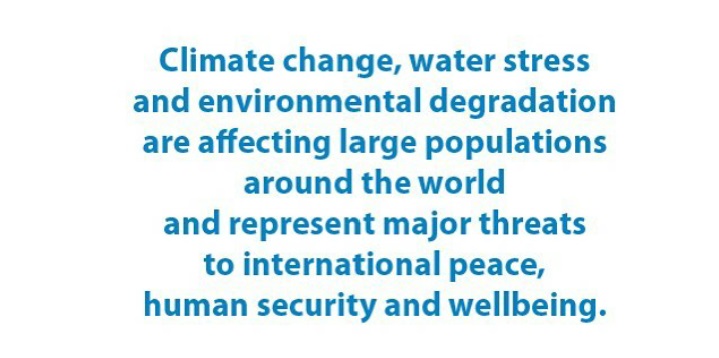 Climate change, water stress
and environmental degradation
are affecting large populations
around the world
and represent major threats
to international peace,
human security and wellbeing.